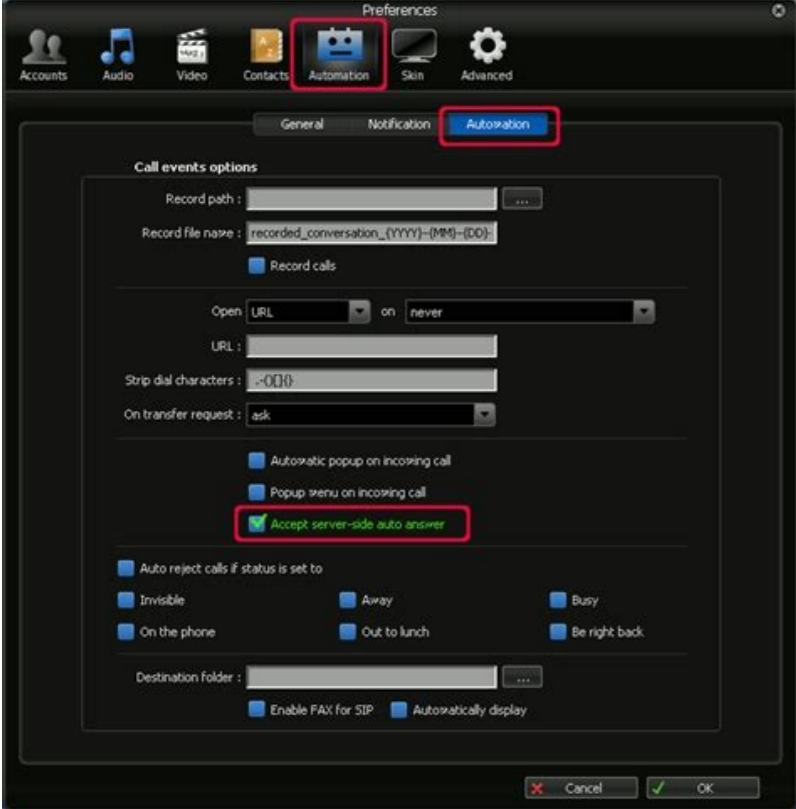 Preferences
Accounts Audio Video Contacts Automation Skin Advanced
General Notification Automation
Call events options
Record path : ...
Record file name : recorded_conversation_{YYYY}-{MM}-{DD}-
Record calls
Open URL on never
URL :
Strip dial characters : .-()[]{}
On transfer request : ask
Automatic popup on incoming call
Popup menu on incoming call
Accept server-side auto answer
Auto reject calls if status is set to
Invisible Away Busy
On the phone Out to lunch Be right back
Destination folder : ...
Enable FAX for SIP Automatically display
Cancel OK